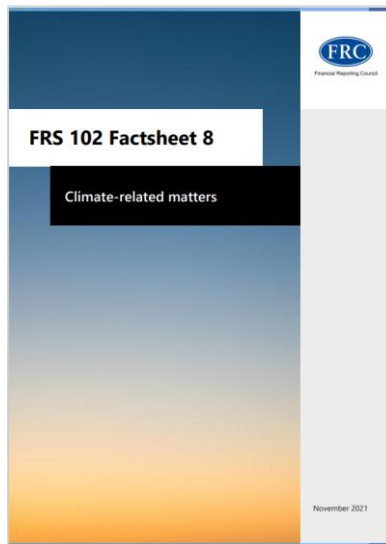 FRC
Financial Reporting Council
FRS 102 Factsheet 8
Climate-related matters
November 2021